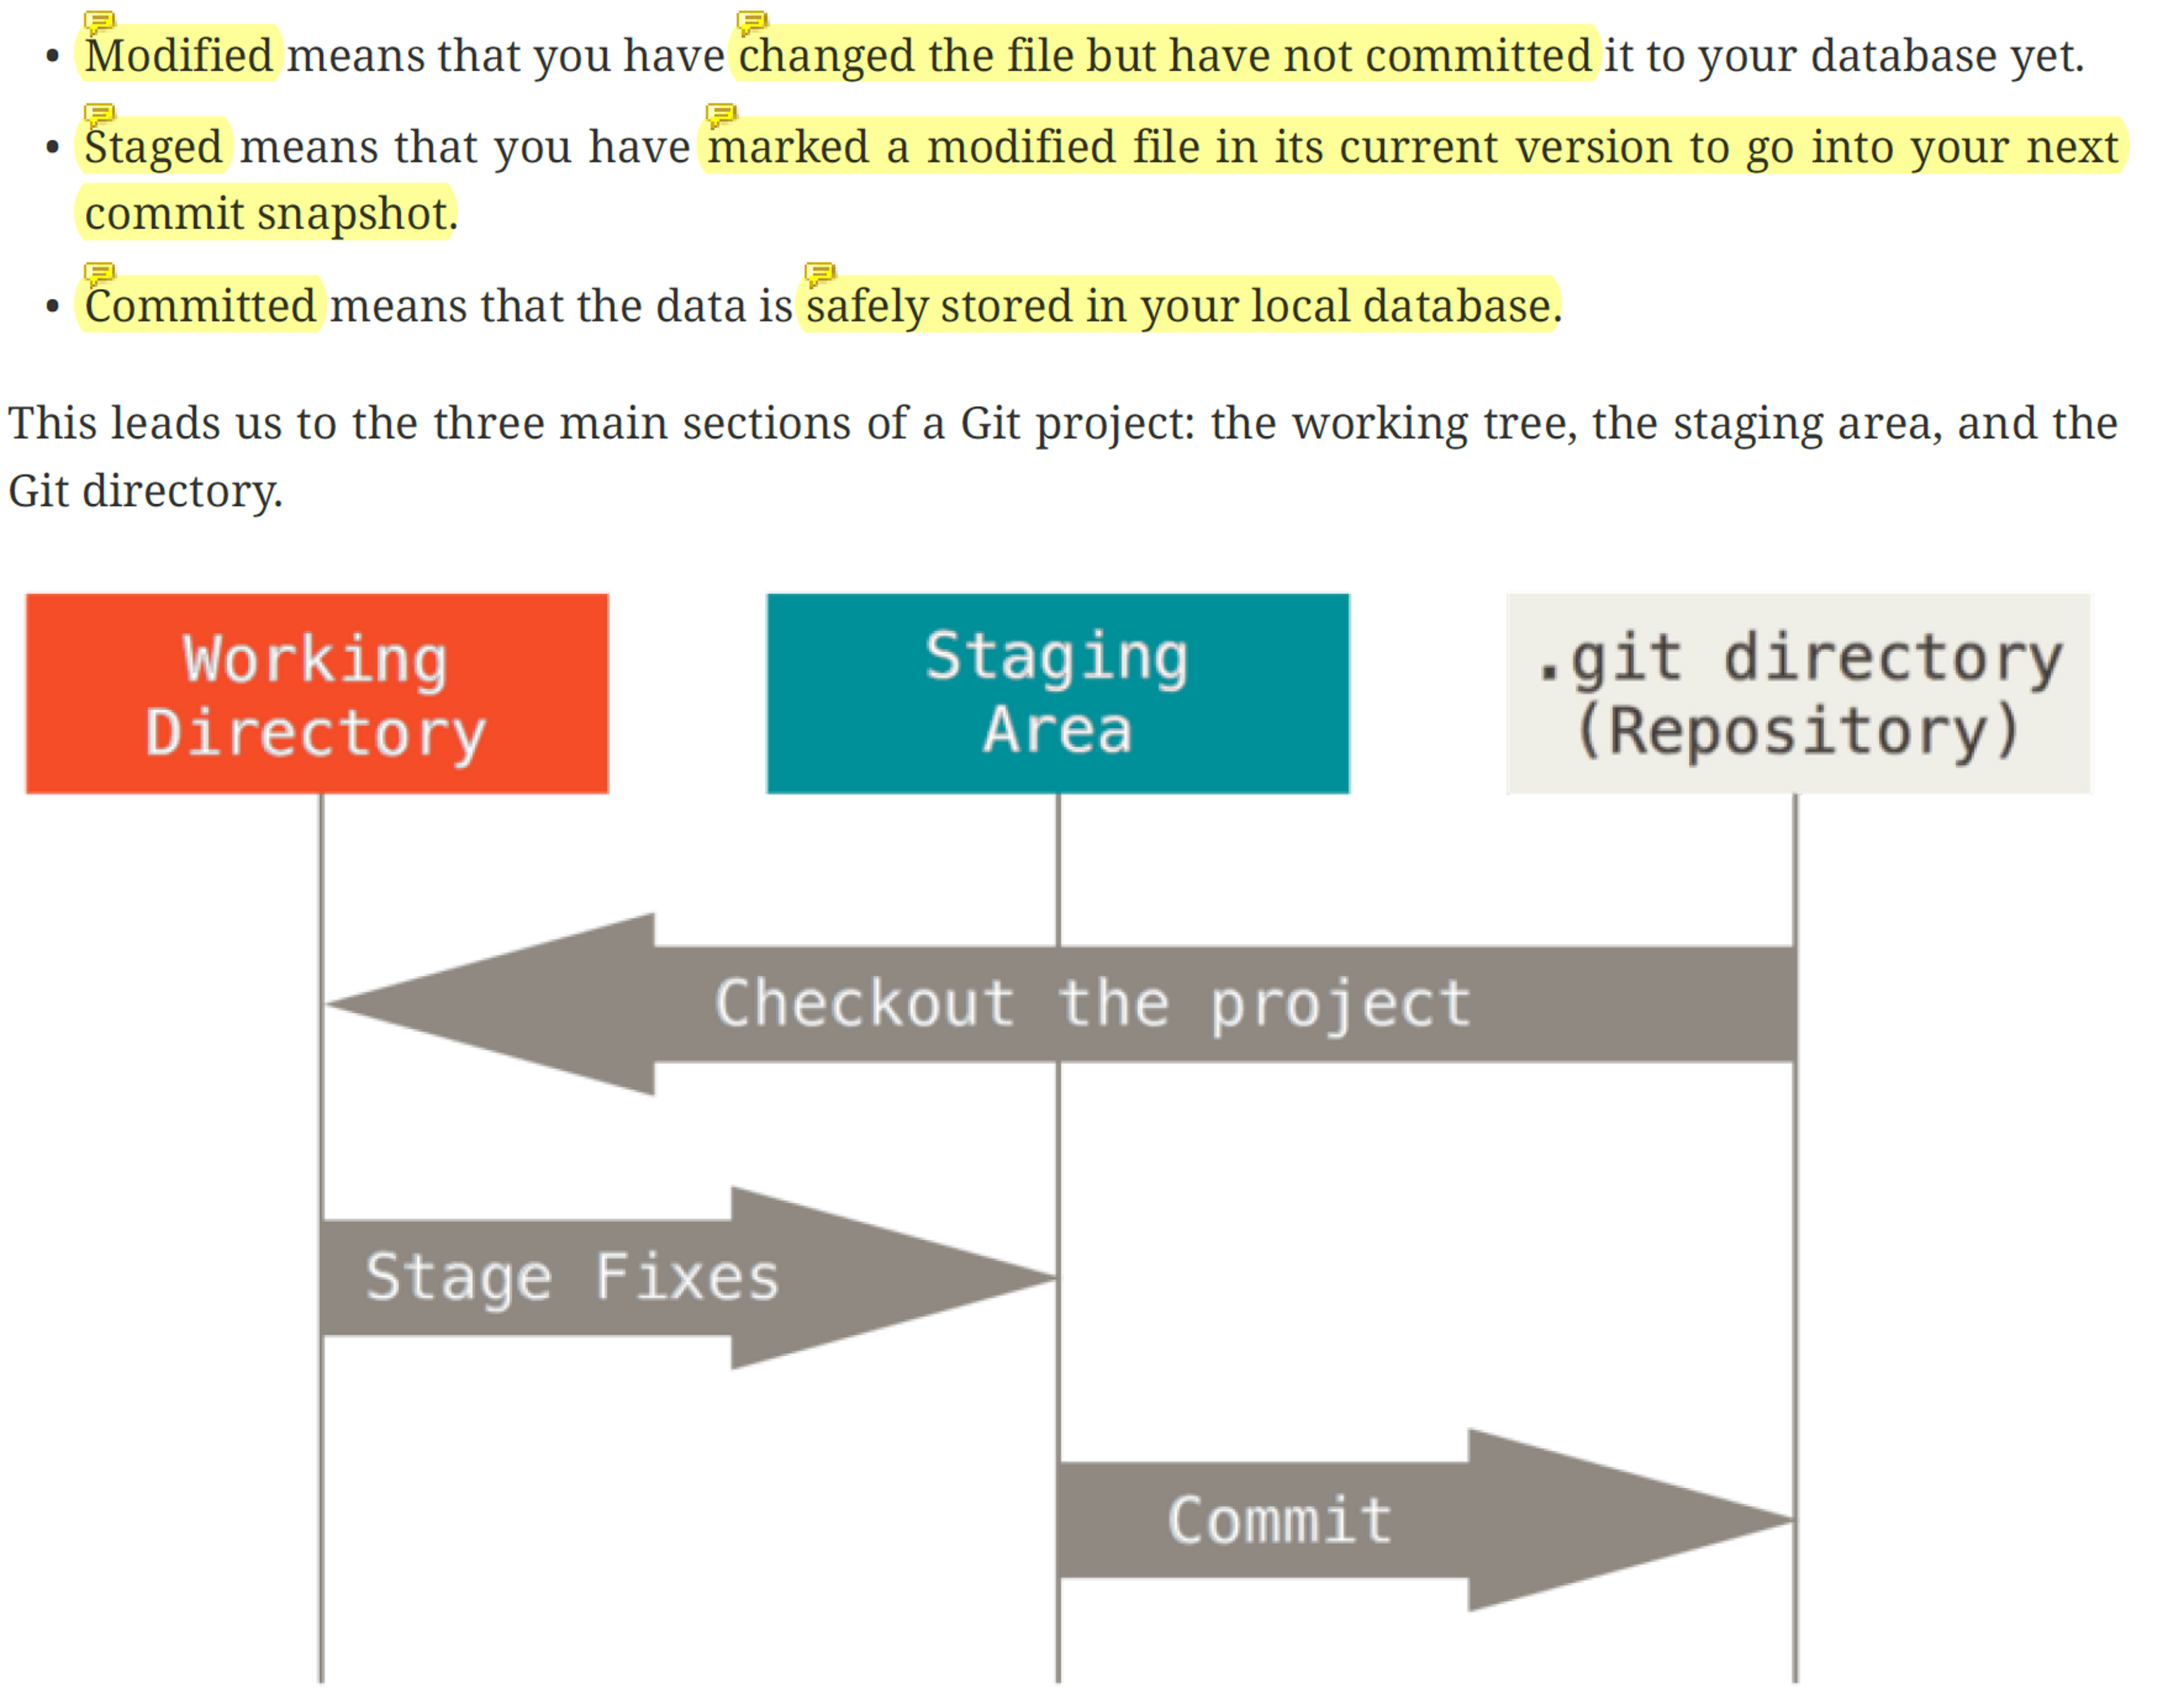 • Modified means that you have changed the file but have not committed it to your database yet.
• Staged means that you have marked a modified file in its current version to go into your next
commit snapshot.
• Committed means that the data is safely stored in your local database.
This leads us to the three main sections of a Git project: the working tree, the staging area, and the
Git directory.
Working
Directory
Staging
Area
.git directory
(Repository)
Checkout the project
Stage Fixes
Commit